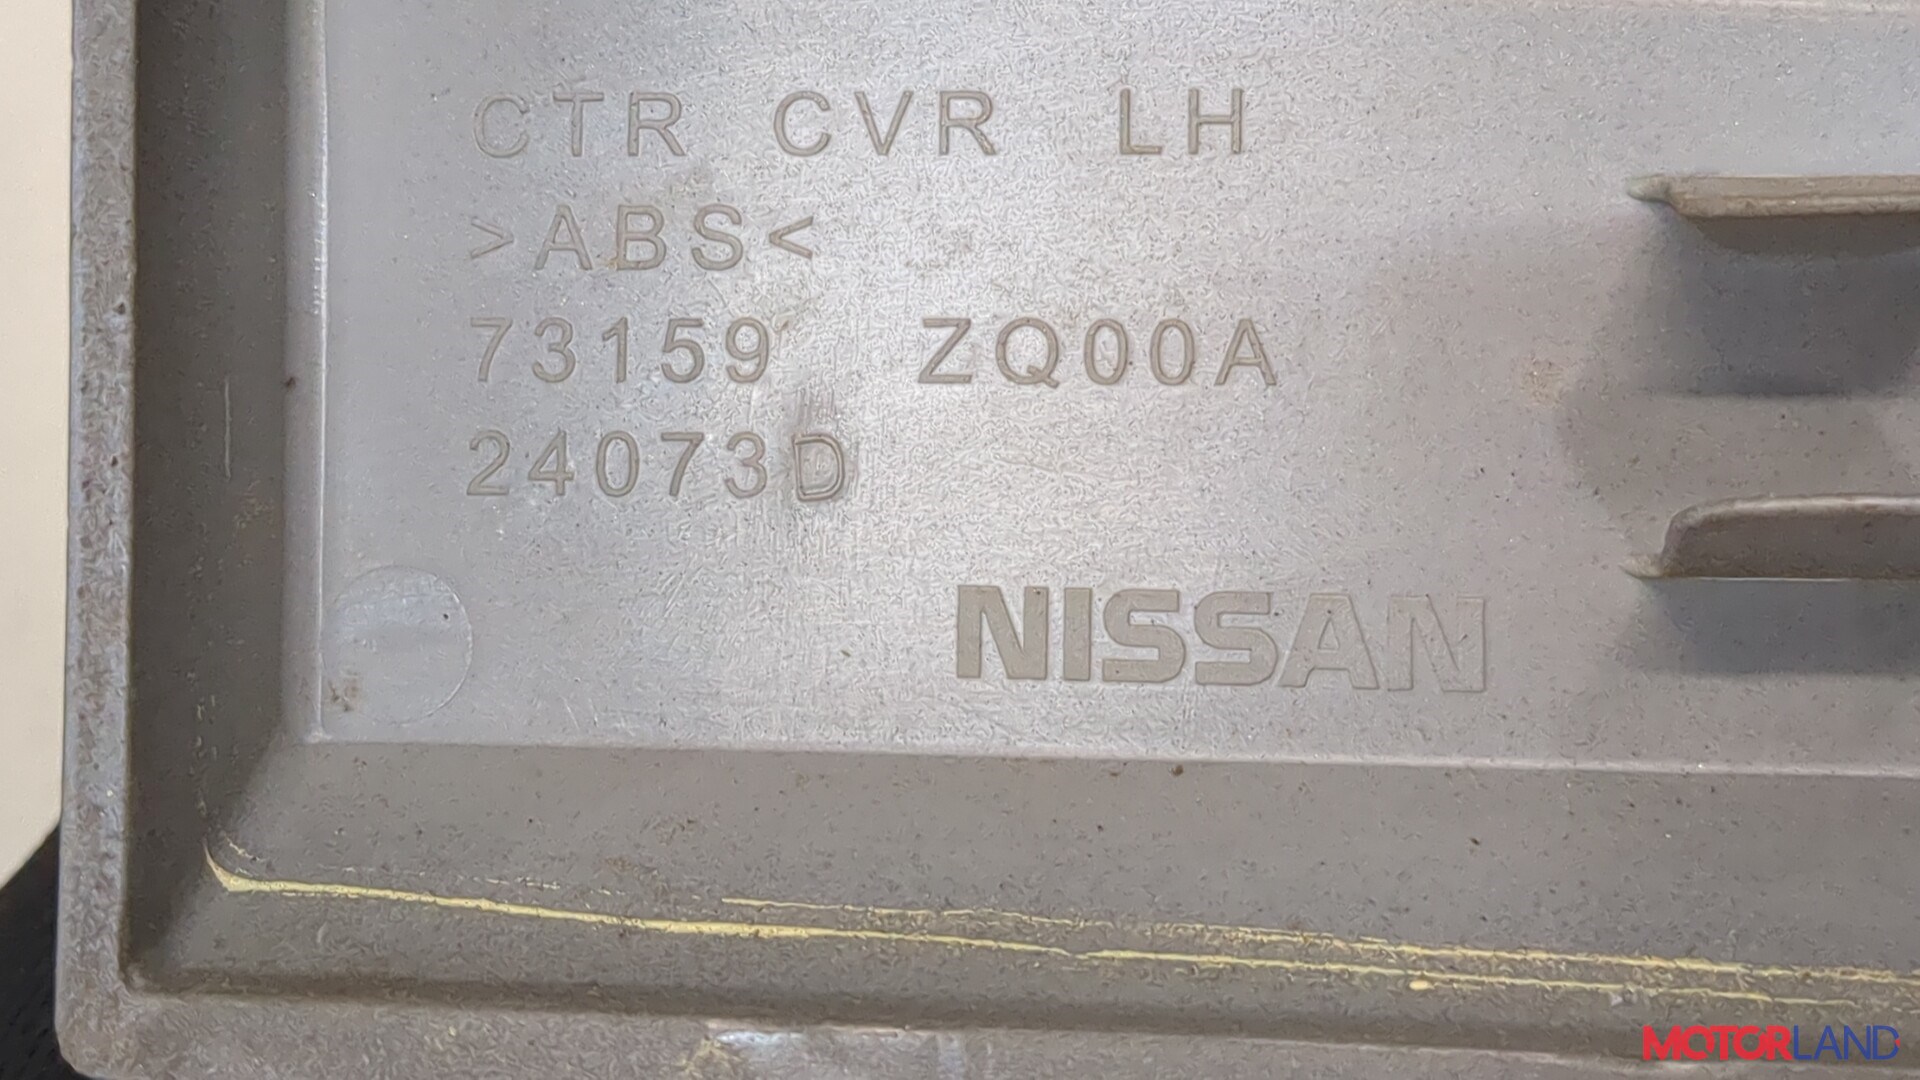 CTR CVR LH
>ABS<
73159 ZQ00A
24073D
NISSAN
MOTORLAND